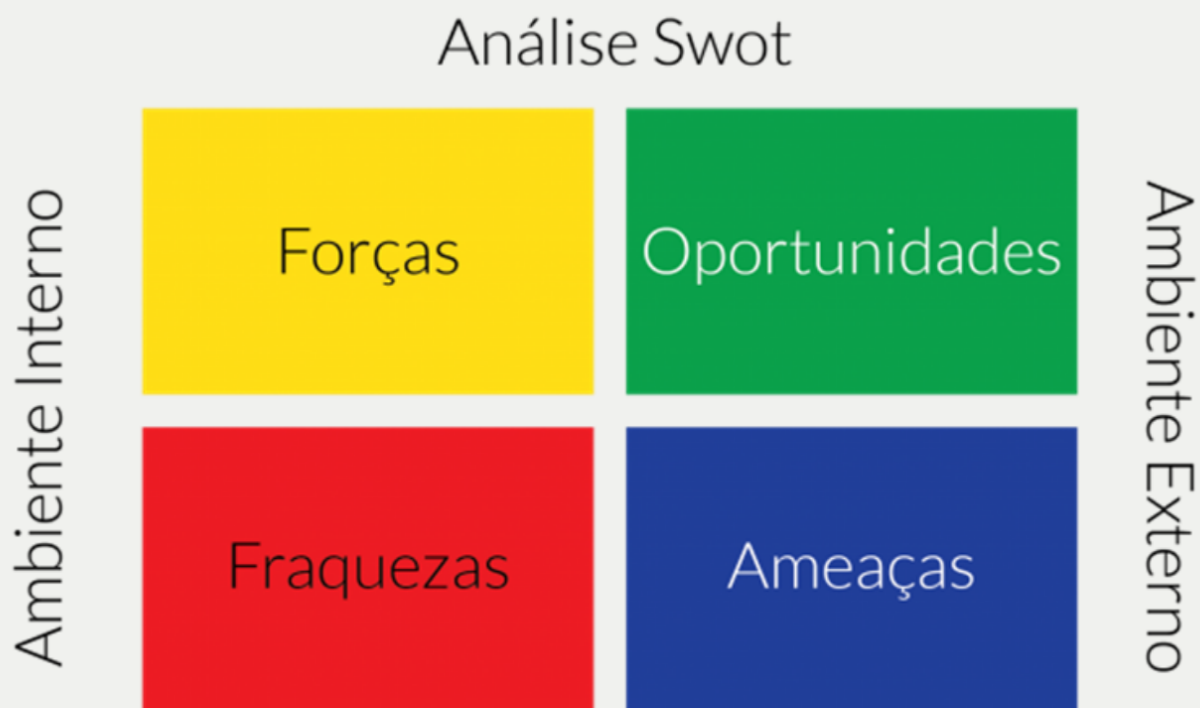 Análise Swot
Ambiente Interno
Forças
Oportunidades
Fraquezas
Ameaças
Ambiente Externo